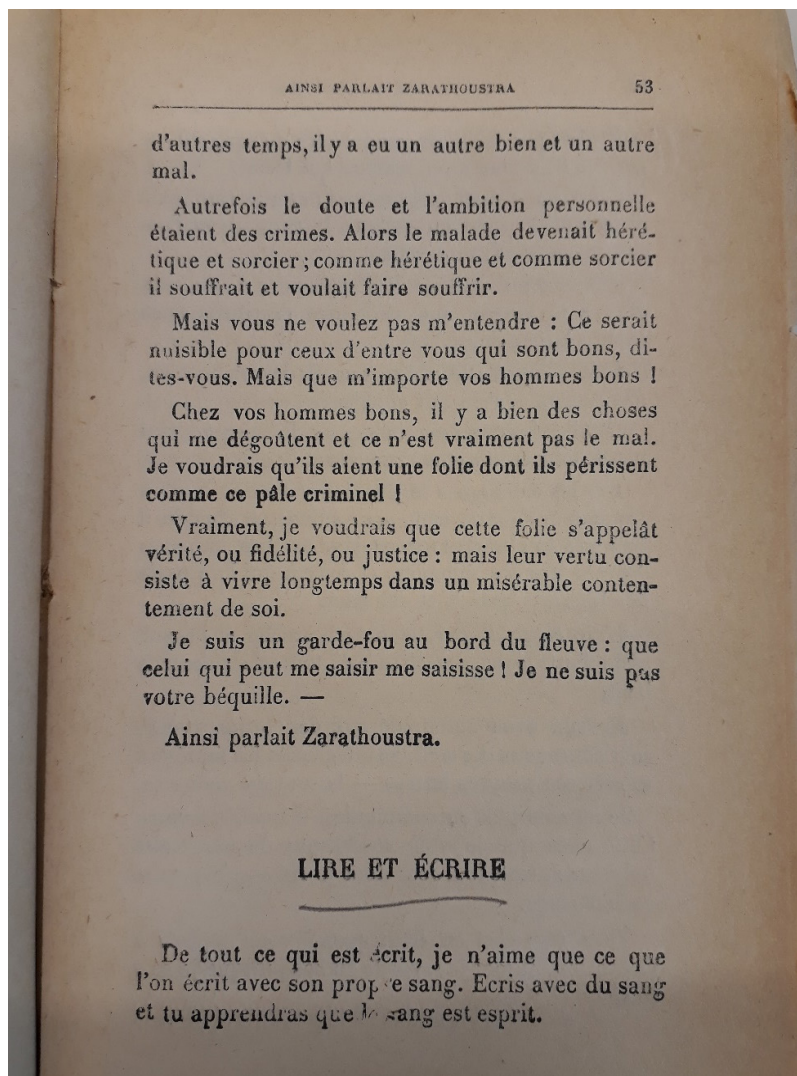 AINSI PARLAIT ZARATHOUSTRA 53
d'autres temps, il y a eu un autre bien et un autre
mal.
Autrefois le doute et l'ambition personnelle
étaient des crimes. Alors le malade devenait héré-
tique et sorcier ; comme hérétique et comme sorcier
il souffrait et voulait faire souffrir.
Mais vous ne voulez pas m'entendre : Ce serait
nuisible pour ceux d'entre vous qui sont bons, di-
tes-vous. Mais que m'importe vos hommes bons !
Chez vos hommes bons, il y a bien des choses
qui me dégoûtent et ce n'est vraiment pas le mal.
Je voudrais qu'ils aient une folie dont ils périssent
comme ce pâle criminel !
Vraiment, je voudrais que cette folie s'appelât
vérité, ou fidélité, ou justice : mais leur vertu con-
siste à vivre longtemps dans un misérable conten-
tement de soi.
Je suis un garde-fou au bord du fleuve : que
celui qui peut me saisir me saisisse ! Je ne suis pas
votre béquille. —
Ainsi parlait Zarathoustra.
LIRE ET ÉCRIRE
De tout ce qui est écrit, je n'aime que ce que
l'on écrit avec son propre sang. Ecris avec du sang
et tu apprendras que le sang est esprit.